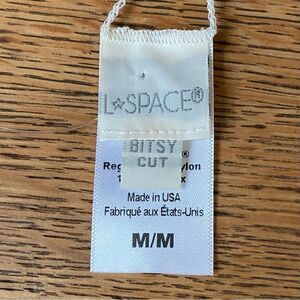 L☆SPACE®
BITSY
CUT
®
Made in USA
Fabriqué aux États-Unis
M/M